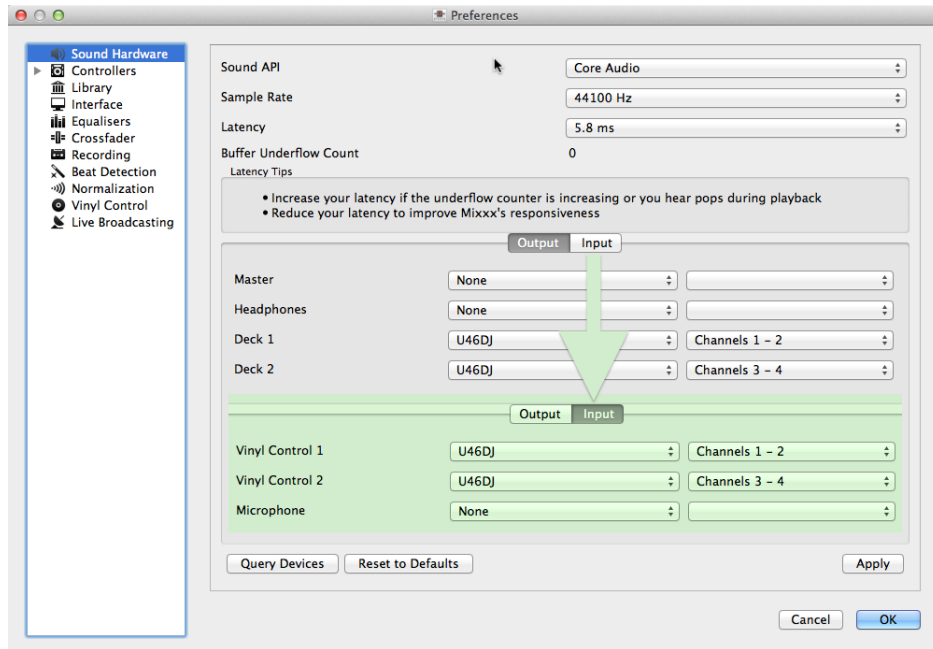 Preferences
Sound Hardware
Controllers
Library
Interface
Equalisers
Crossfader
Recording
Beat Detection
Normalization
Vinyl Control
Live Broadcasting
Sound API Core Audio
Sample Rate 44100 Hz
Latency 5.8 ms
Buffer Underflow Count 0
Latency Tips
• Increase your latency if the underflow counter is increasing or you hear pops during playback
• Reduce your latency to improve Mixxx's responsiveness
Output Input
Master None
Headphones None
Deck 1 U46DJ Channels 1 – 2
Deck 2 U46DJ Channels 3 – 4
Output Input
Vinyl Control 1 U46DJ Channels 1 – 2
Vinyl Control 2 U46DJ Channels 3 – 4
Microphone None
Query Devices Reset to Defaults Apply
Cancel OK